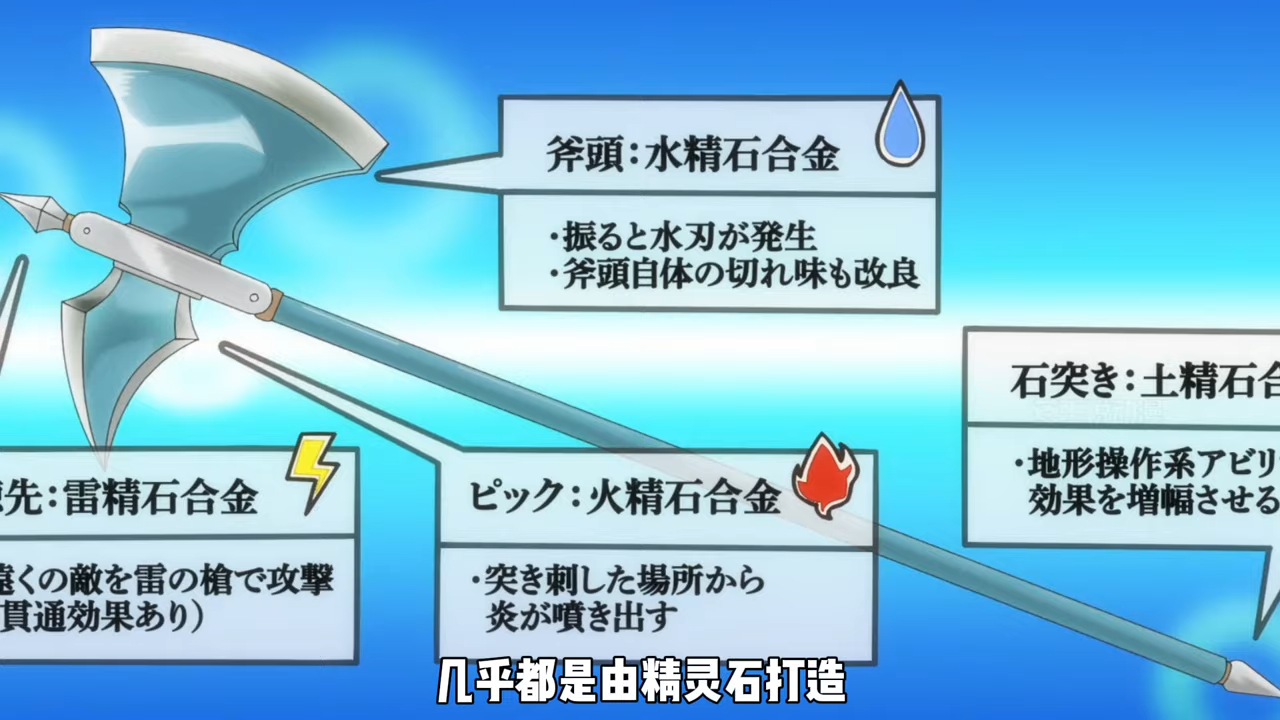 斧頭：水精石合金
・振ると水刃が発生
・斧頭自体の切れ味も改良
石突き：土精石合
・地形操作系アビリ
効果を増幅させる
先：雷精石合金
遠くの敵を雷の槍で攻撃
貫通効果あり）
ピック：火精石合金
・突き刺した場所から
炎が噴き出す
几乎都是由精灵石打造